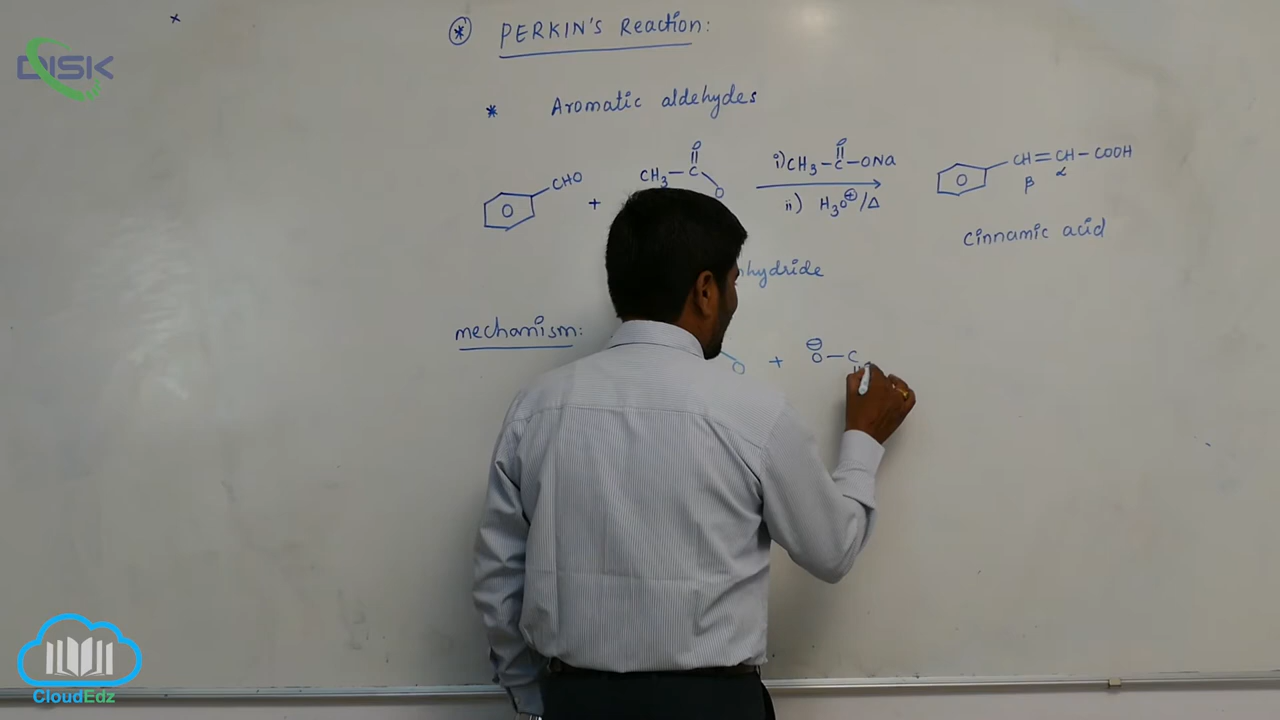 DISK
* PERKIN'S Reaction:
* Aromatic aldehydes
CHO + CH₃—C O O i) CH₃—C—ONa O CH=CH—COOH
ii) H₃O⊕/Δ β α
Cinnamic acid
hydride
mechanism: O + ⊖ O—C
CloudEdz